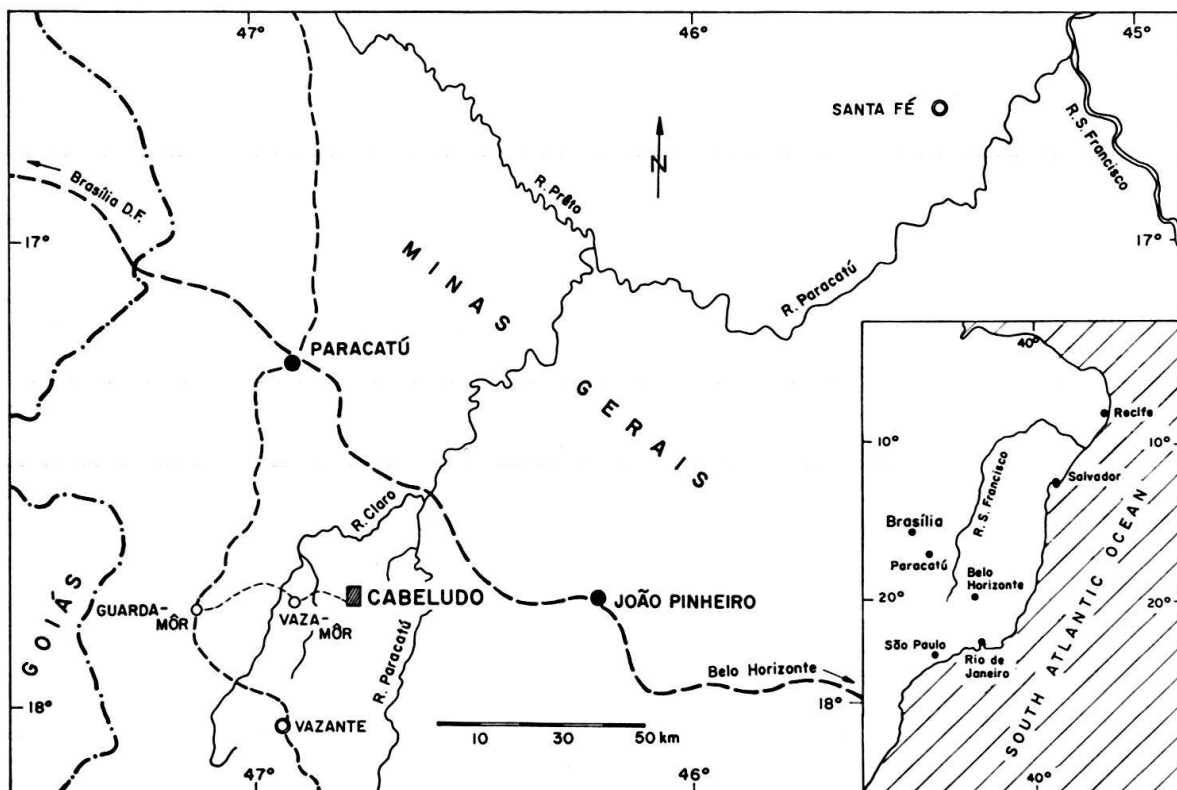 47°
46°
45°
SANTA FÉ
R.S. Francisco
N
Brasília D.F.
R. Prêto
17°
17°
MINAS
R. Paracatú
PARACATÚ
GERAIS
40°
Recife
10°
10°
R.S. Francisco
Salvador
R. Claro
Brasília
Paracatú
Belo
Horizonte
GOIÁS
GUARDA-
MÔR
VAZA-
MÔR
CABELUDO
JOÃO PINHEIRO
20°
20°
São Paulo
Rio de
Janeiro
SOUTH ATLANTIC OCEAN
R. Paracatú
Belo Horizonte
18°
18°
VAZANTE
10 30 50 km
47°
46°
40°